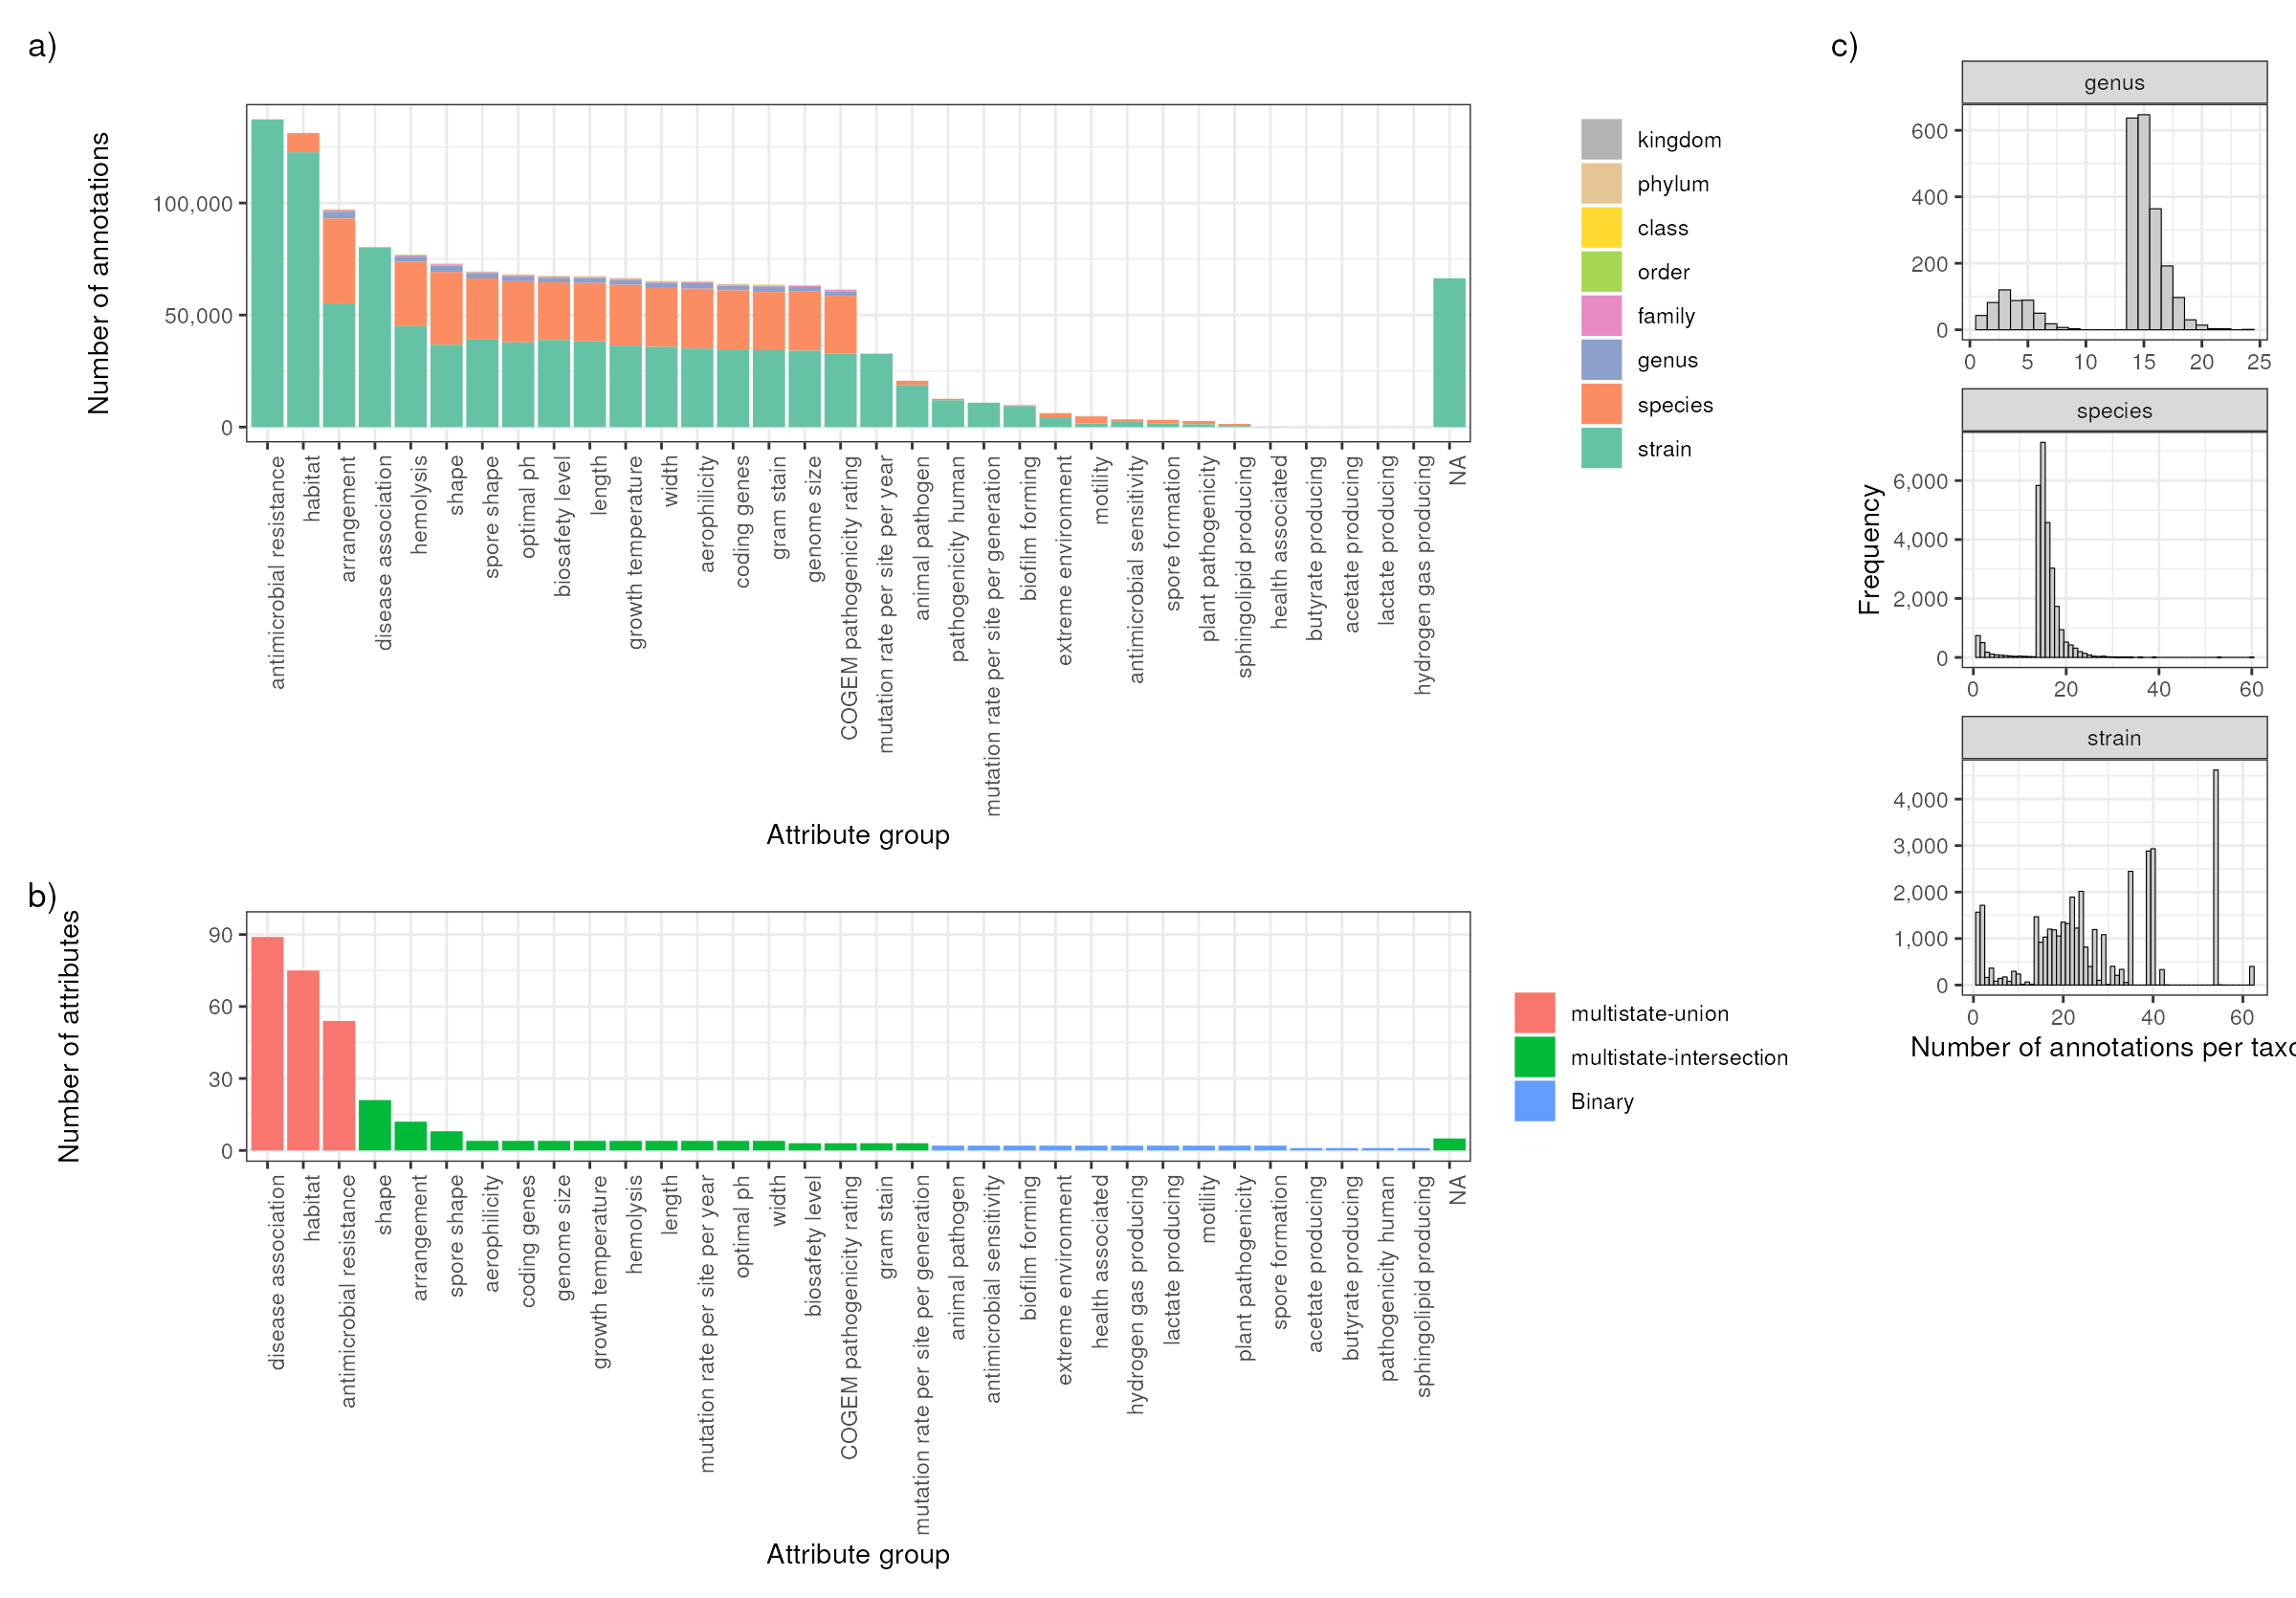 a)
Number of annotations
100,000
50,000
0
antimicrobial resistance
habitat
arrangement
disease association
hemolysis
shape
spore shape
optimal ph
biosafety level
length
growth temperature
width
aerophilicity
coding genes
gram stain
genome size
COGEM pathogenicity rating
mutation rate per site per year
animal pathogen
pathogenicity human
mutation rate per site per generation
biofilm forming
extreme environment
motility
antimicrobial sensitivity
spore formation
plant pathogenicity
sphingolipid producing
health associated
butyrate producing
acetate producing
lactate producing
hydrogen gas producing
NA
Attribute group
kingdom
phylum
class
order
family
genus
species
strain
b)
Number of attributes
90
60
30
0
disease association
habitat
antimicrobial resistance
shape
arrangement
spore shape
aerophilicity
coding genes
genome size
growth temperature
hemolysis
length
mutation rate per site per year
optimal ph
width
biosafety level
COGEM pathogenicity rating
gram stain
mutation rate per site per generation
animal pathogen
antimicrobial sensitivity
biofilm forming
extreme environment
health associated
hydrogen gas producing
lactate producing
motility
plant pathogenicity
spore formation
acetate producing
butyrate producing
pathogenicity human
sphingolipid producing
NA
Attribute group
multistate-union
multistate-intersection
Binary
c)
Frequency
genus
600
400
200
0
0 5 10 15 20 25
species
6,000
4,000
2,000
0
0 20 40 60
strain
4,000
3,000
2,000
1,000
0
0 20 40 60
Number of annotations per taxo